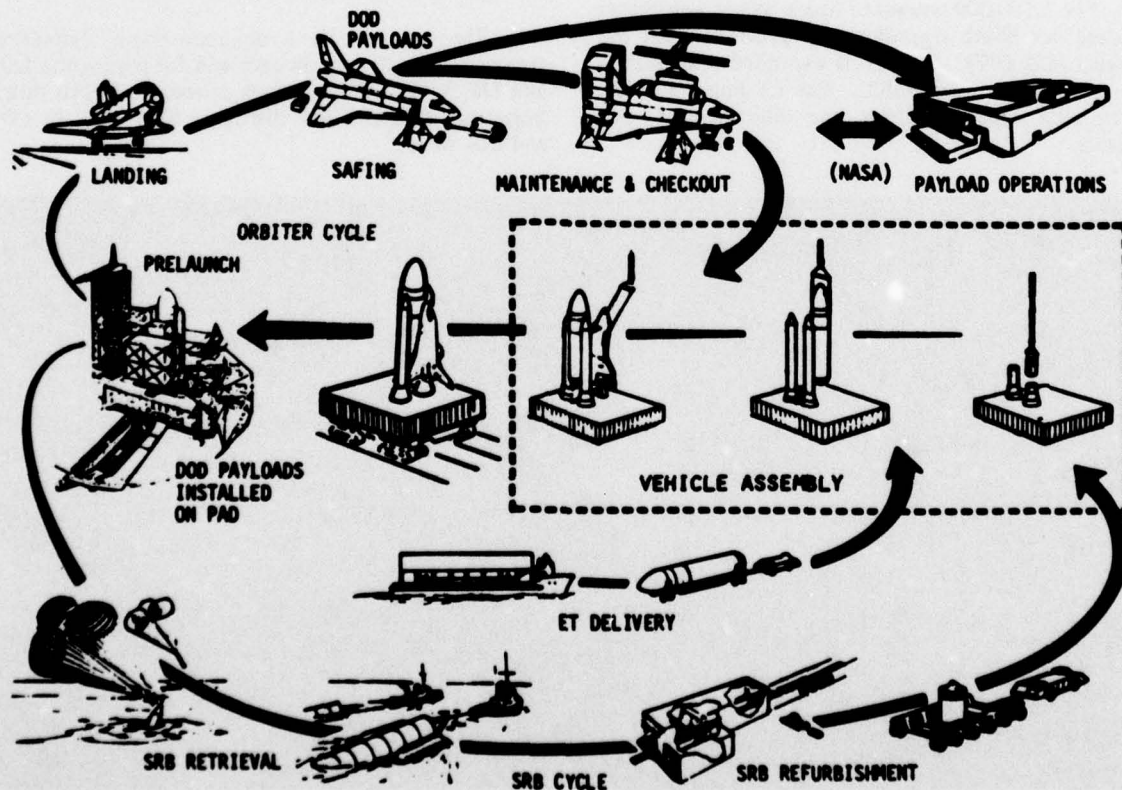 DOD
PAYLOADS
LANDING
SAFING
MAINTENANCE & CHECKOUT
(NASA)
PAYLOAD OPERATIONS
ORBITER CYCLE
PRELAUNCH
DOD PAYLOADS
INSTALLED
ON PAD
VEHICLE ASSEMBLY
ET DELIVERY
SRB RETRIEVAL
SRB CYCLE
SRB REFURBISHMENT